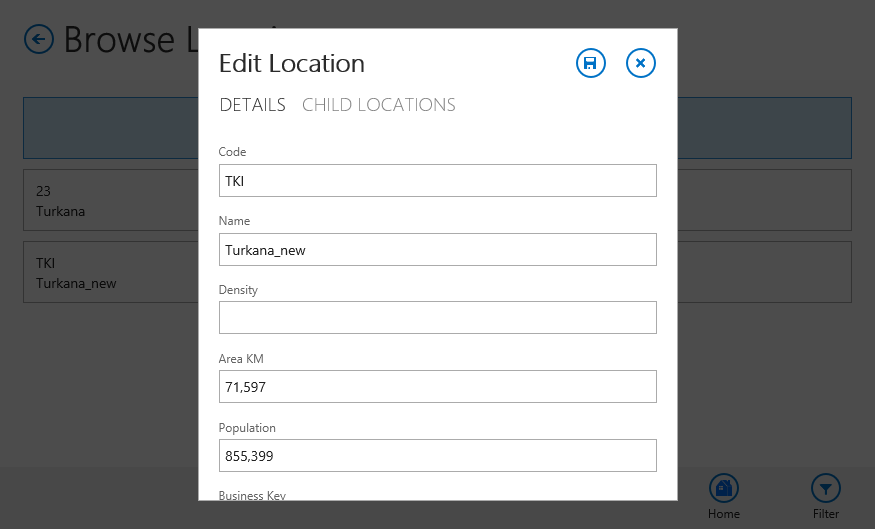 Browse
Edit Location
DETAILS CHILD LOCATIONS
23
Turkana
TKI
Turkana_new
Code
TKI
Name
Turkana_new
Density
Area KM
71,597
Population
855,399
Business Key
Home
Filter